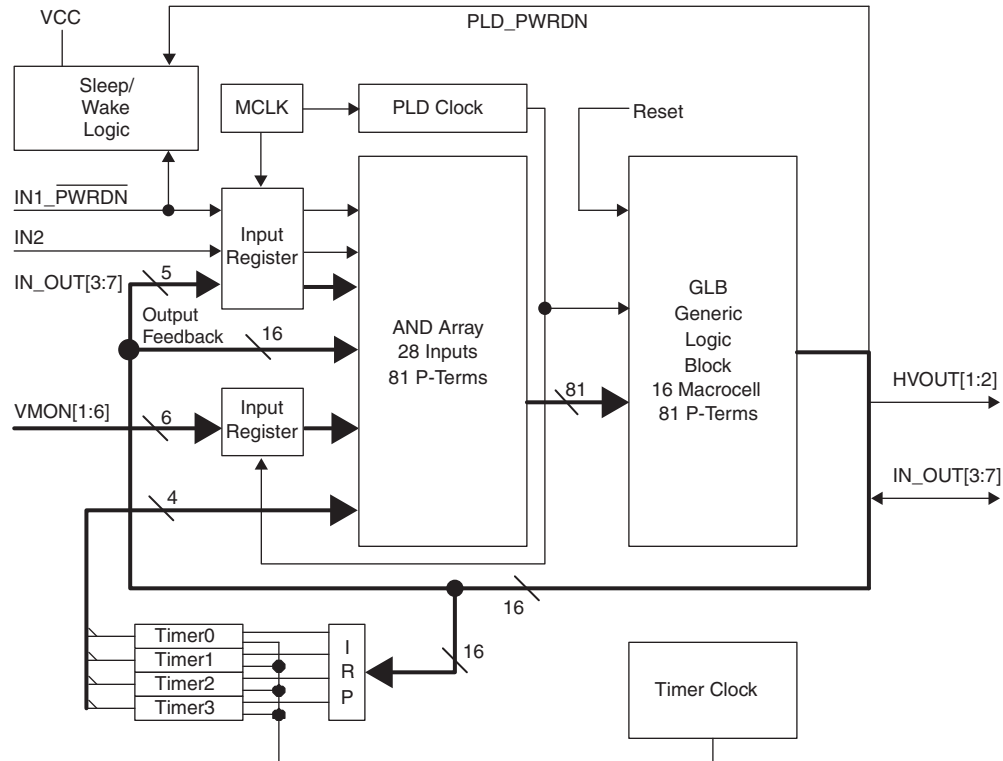 VCC
PLD_PWRDN
Sleep/
Wake
Logic
MCLK
PLD Clock
Reset
IN1_PWRDN
IN2
IN_OUT[3:7]
5
Input
Register
Output
Feedback
16
AND Array
28 Inputs
81 P-Terms
GLB
Generic
Logic
Block
16 Macrocell
81 P-Terms
81
HVOUT[1:2]
VMON[1:6]
6
Input
Register
IN_OUT[3:7]
4
16
16
Timer0
Timer1
Timer2
Timer3
I
R
P
Timer Clock